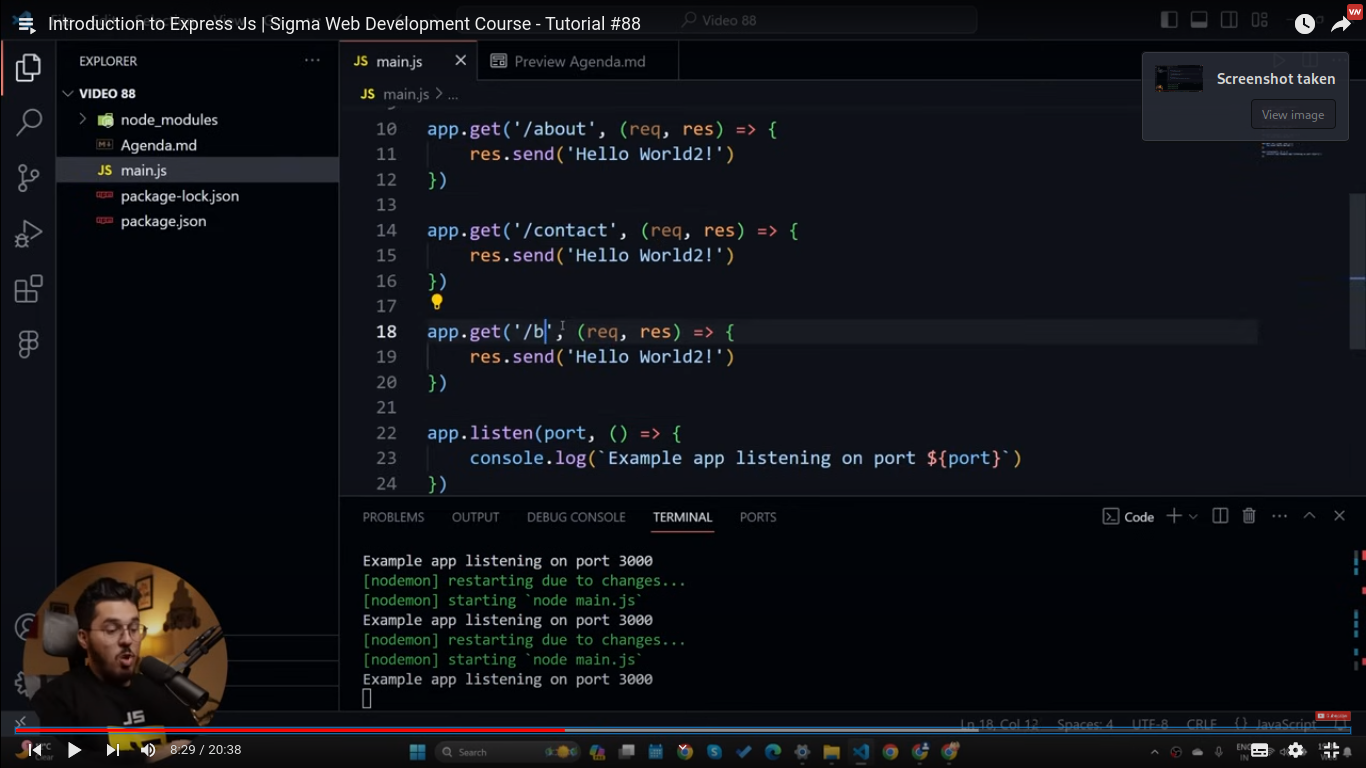 Introduction to Express Js | Sigma Web Development Course - Tutorial #88
Video 88
EXPLORER
VIDEO 88
node_modules
Agenda.md
JS main.js
package-lock.json
package.json
JS main.js
Preview Agenda.md
JS main.js > ...
Screenshot taken
View image
10 app.get('/about', (req, res) => {
11 res.send('Hello World2!')
12 })
13
14 app.get('/contact', (req, res) => {
15 res.send('Hello World2!')
16 })
17
18 app.get('/b', (req, res) => {
19 res.send('Hello World2!')
20 })
21
22 app.listen(port, () => {
23 console.log(`Example app listening on port ${port}`)
24 })
PROBLEMS OUTPUT DEBUG CONSOLE TERMINAL PORTS
Code
Example app listening on port 3000
[nodemon] restarting due to changes...
[nodemon] starting `node main.js`
Example app listening on port 3000
[nodemon] restarting due to changes...
[nodemon] starting `node main.js`
Example app listening on port 3000
JS
Ln 18, Col 12 Spaces: 4 UTF-8 CRLF {} JavaScript
8:29 / 20:38
Search